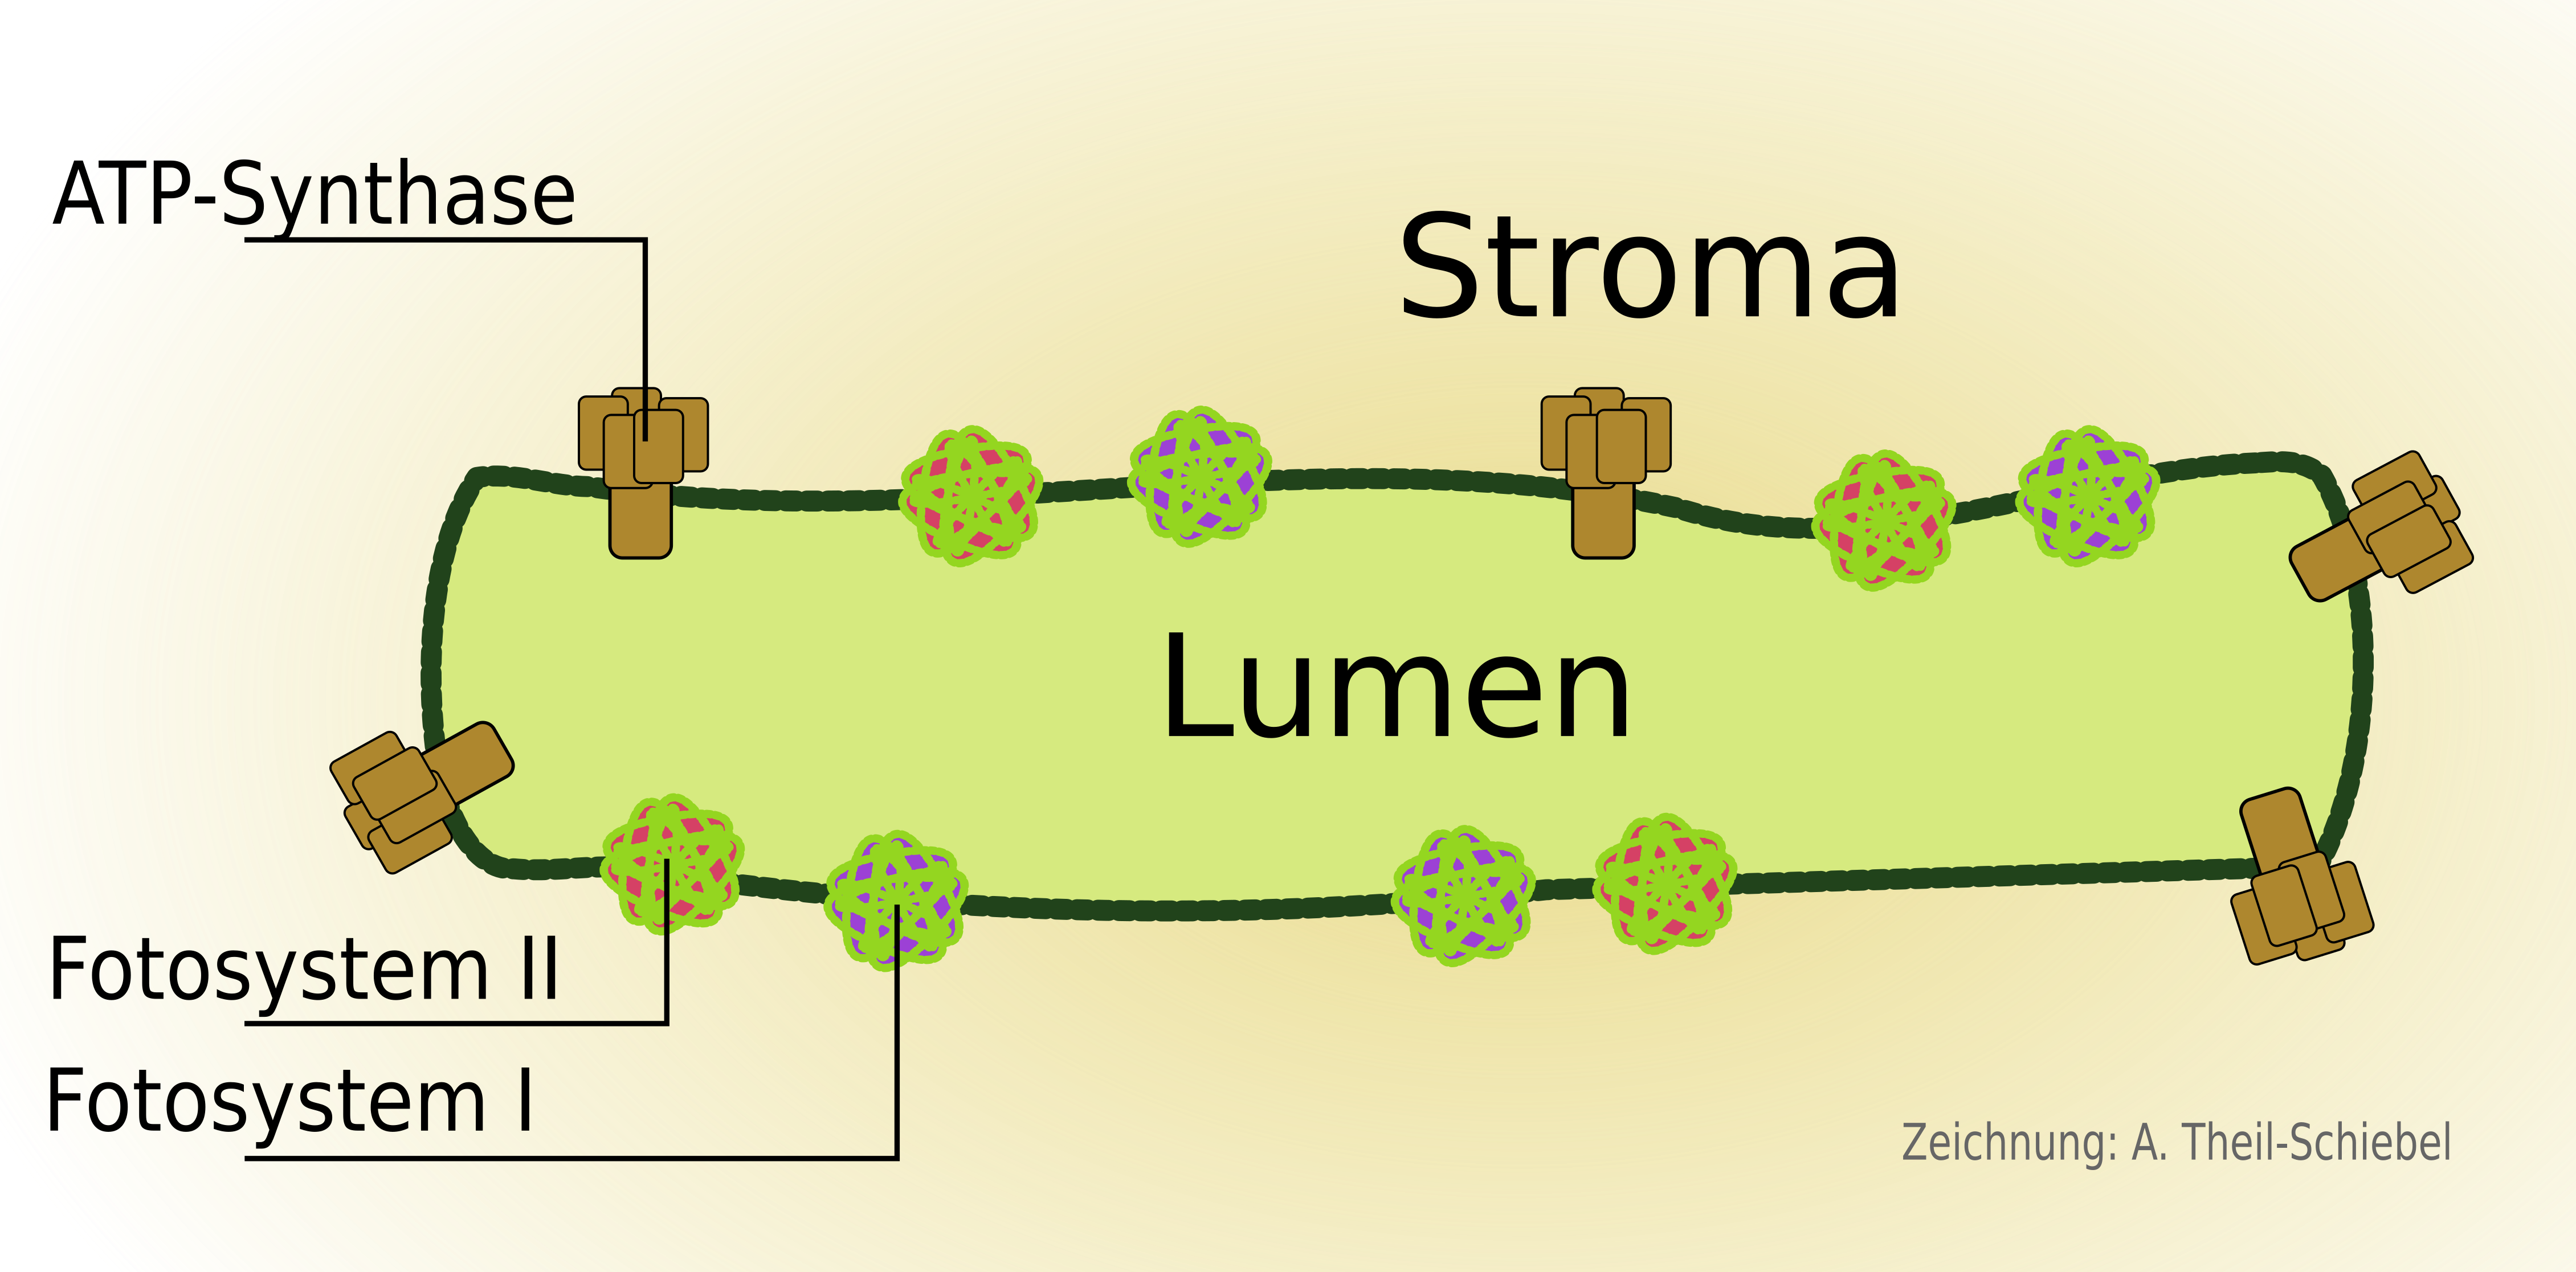 ATP-Synthase
Stroma
Lumen
Fotosystem II
Fotosystem I
Zeichnung: A. Theil-Schiebel